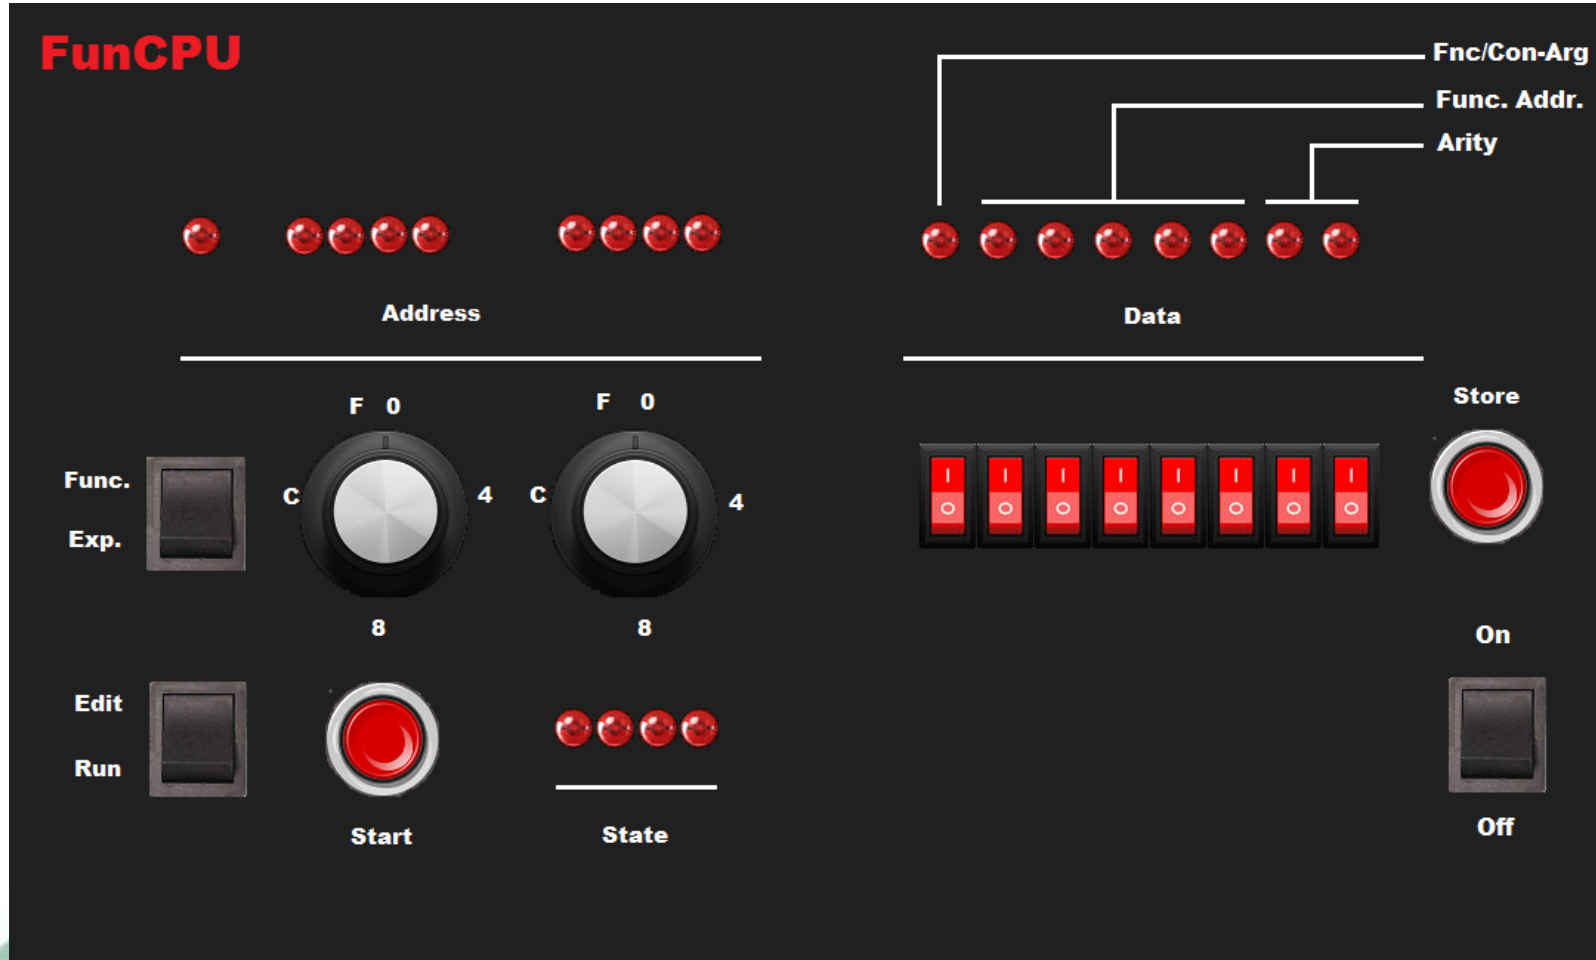 FunCPU
Fnc/Con-Arg
Func. Addr.
Arity
Address
Data
F 0
F 0
Store
Func.
C
4
C
4
I I I I I I I I
O O O O O O O O
Exp.
8
8
On
Edit
Run
Start
State
Off